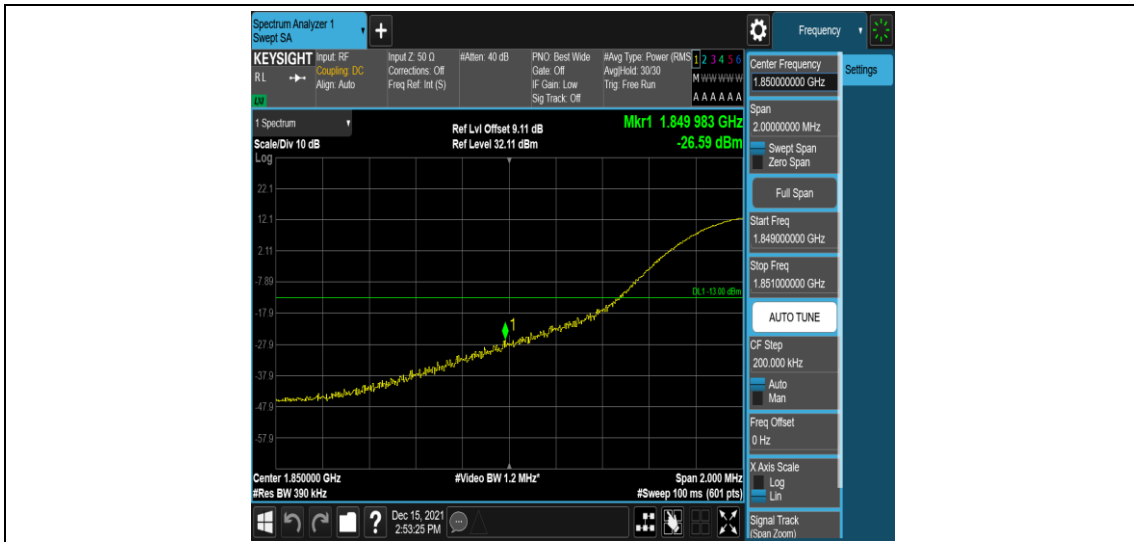 Spectrum Analyzer 1
Swept SA
+
Frequency
KEYSIGHT
RL
LXI
Input: RF
Coupling: DC
Align: Auto
Input Z: 50 Ω
Corrections: Off
Freq Ref: Int (S)
#Atten: 40 dB
PNO: Best Wide
Gate: Off
IF Gain: Low
Sig Track: Off
#Avg Type: Power (RMS
Avg|Hold: 30/30
Trig: Free Run
1 2 3 4 5 6
M W W W W W
A A A A A A
1 Spectrum
Scale/Div 10 dB
Ref Lvl Offset 9.11 dB
Ref Level 32.11 dBm
Mkr1 1.849 983 GHz
-26.59 dBm
Log
22.1
12.1
2.11
-7.89
DL1 -13.00 dBm
-17.9
1
-27.9
-37.9
-47.9
-57.9
Center 1.850000 GHz
#Res BW 390 kHz
#Video BW 1.2 MHz*
Span 2.000 MHz
#Sweep 100 ms (601 pts)
Center Frequency
1.850000000 GHz
Settings
Span
2.00000000 MHz
Swept Span
Zero Span
Full Span
Start Freq
1.849000000 GHz
Stop Freq
1.851000000 GHz
AUTO TUNE
CF Step
200.000 kHz
Auto
Man
Freq Offset
0 Hz
X Axis Scale
Log
Lin
Signal Track
(Span Zoom)
?
Dec 15, 2021
2:53:25 PM